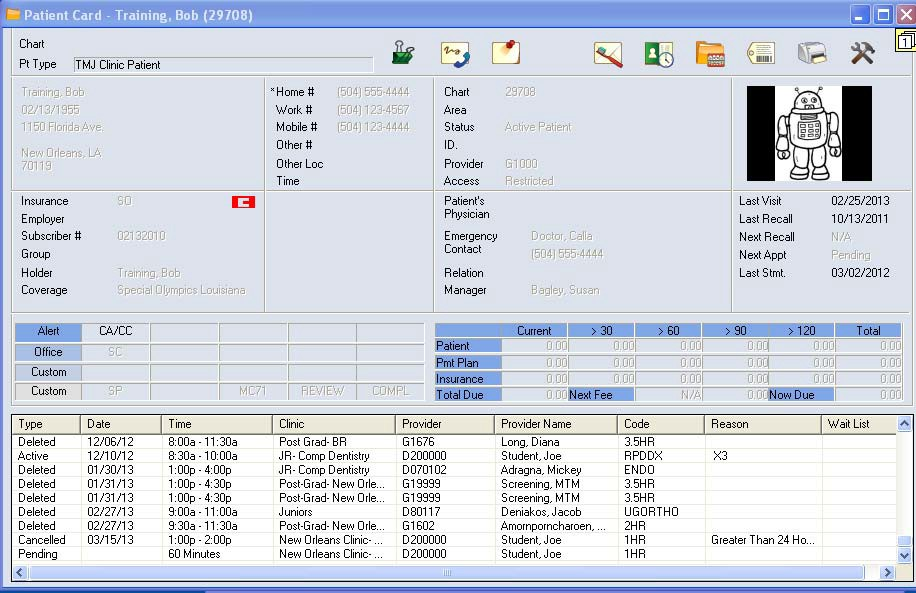 Patient Card - Training, Bob (29708)
Chart
Pt Type TMJ Clinic Patient
1
Training, Bob
02/13/1955
1150 Florida Ave.
New Orleans, LA
70119
*Home # (504) 555-4444
Work # (504) 123-4567
Mobile # (504) 123-4444
Other #
Other Loc
Time
Chart 29708
Area
Status Active Patient
ID.
Provider G1000
Access Restricted
Insurance SO
Employer
Subscriber # 02132010
Group
Holder Training, Bob
Coverage Special Olympics Louisiana
Patient's
Physician
Emergency Doctor, Calla
Contact (504) 555-4444
Relation
Manager Bagley, Susan
Last Visit 02/25/2013
Last Recall 10/13/2011
Next Recall N/A
Next Appt Pending
Last Stmt. 03/02/2012
Alert CA/CC
Office SC
Custom
Custom SP MC71 REVIEW COMPL
Current > 30 > 60 > 90 > 120 Total
Patient 0.00 0.00 0.00 0.00 0.00 0.00
Pmt Plan 0.00 0.00 0.00 0.00 0.00 0.00
Insurance 0.00 0.00 0.00 0.00 0.00 0.00
Total Due 0.00 Next Fee N/A 0.00 Now Due 0.00
Type Date Time Clinic Provider Provider Name Code Reason Wait List
Deleted 12/06/12 8:00a - 11:30a Post Grad- BR G1676 Long, Diana 3.5HR
Active 12/10/12 8:30a - 10:00a JR- Comp Dentistry D200000 Student, Joe RPDDX X3
Deleted 01/30/13 1:00p - 4:00p JR- Comp Dentistry D070102 Adragna, Mickey ENDO
Deleted 01/31/13 1:00p - 4:30p Post-Grad- New Orle... G19999 Screening, MTM 3.5HR
Deleted 01/31/13 1:00p - 4:30p Post-Grad- New Orle... G19999 Screening, MTM 3.5HR
Deleted 02/27/13 9:00a - 11:00a Juniors D80117 Deniakos, Jacob UGORTHO
Deleted 02/27/13 9:30a - 11:30a Post-Grad- New Orle... G1602 Amornporncharoen, ... 2HR
Cancelled 03/15/13 1:00p - 2:00p New Orleans Clinic- ... D200000 Student, Joe 1HR Greater Than 24 Ho...
Pending 60 Minutes New Orleans Clinic- ... D200000 Student, Joe 1HR